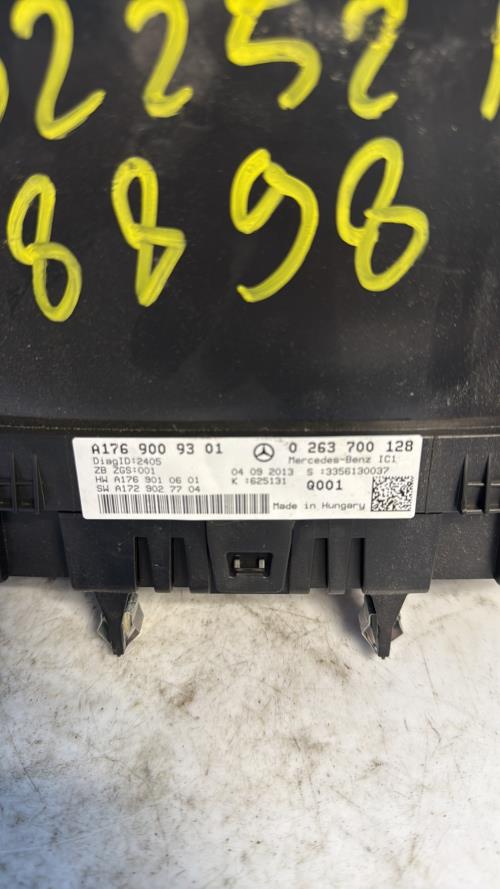 2252
8898
A176 900 93 01 0 263 700 128
DiagID:2405 Mercedes-Benz IC1
ZB ZGS:001 04 09 2013 S :3356130037
HW A176 901 06 01 K :625131 Q001
SW A172 902 77 04
Made in Hungary